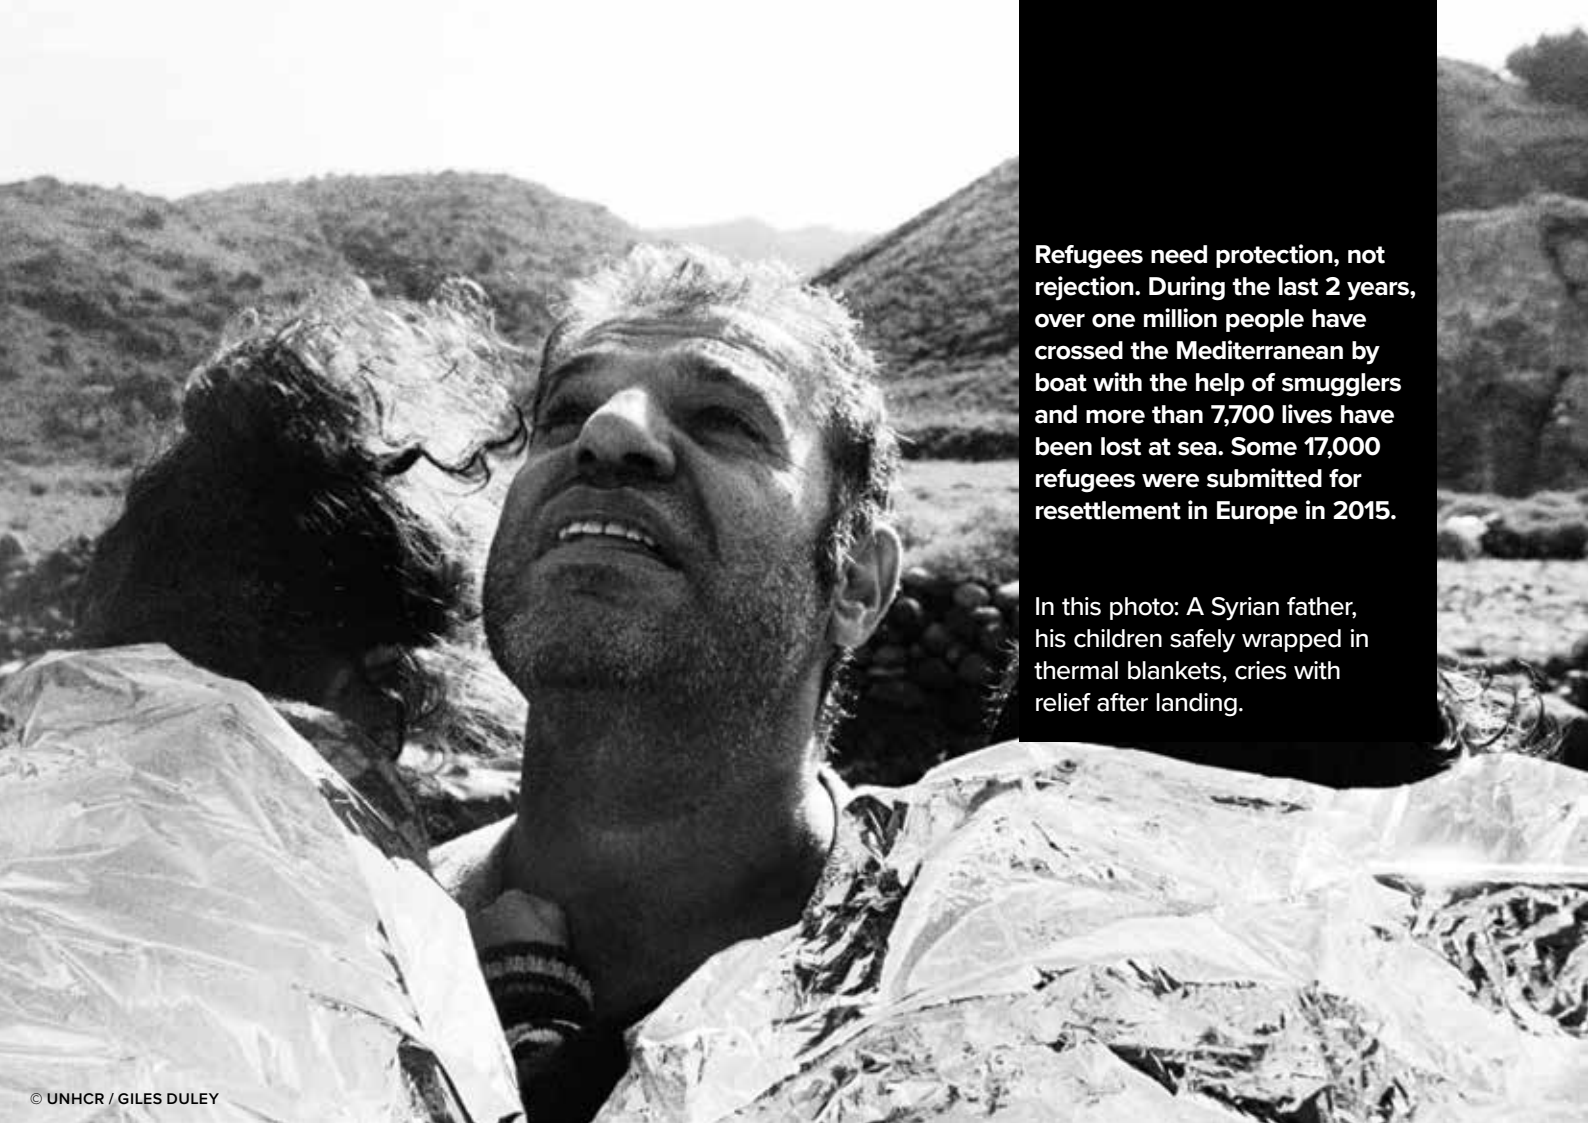 Refugees need protection, not
rejection. During the last 2 years,
over one million people have
crossed the Mediterranean by
boat with the help of smugglers
and more than 7,700 lives have
been lost at sea. Some 17,000
refugees were submitted for
resettlement in Europe in 2015.
In this photo: A Syrian father,
his children safely wrapped in
thermal blankets, cries with
relief after landing.
© UNHCR / GILES DULEY